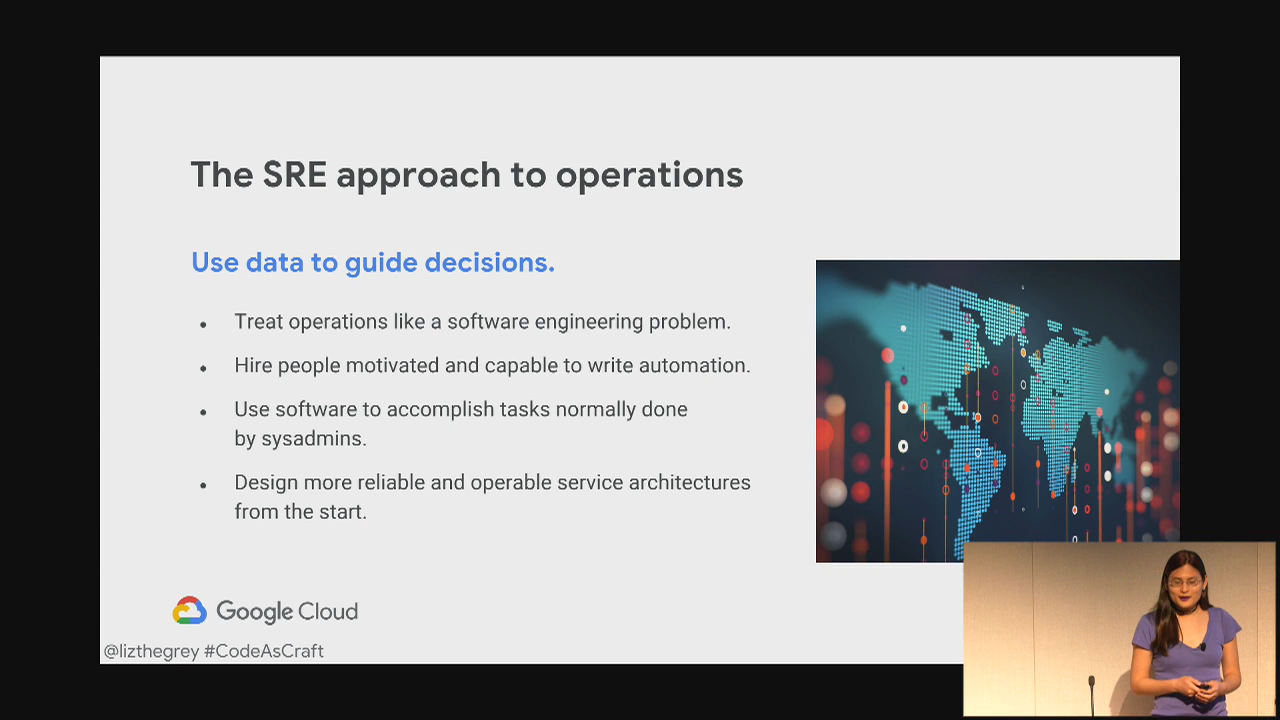 The SRE approach to operations
Use data to guide decisions.
• Treat operations like a software engineering problem.
• Hire people motivated and capable to write automation.
• Use software to accomplish tasks normally done
by sysadmins.
• Design more reliable and operable service architectures
from the start.
Google Cloud
@lizthegrey #CodeAsCraft